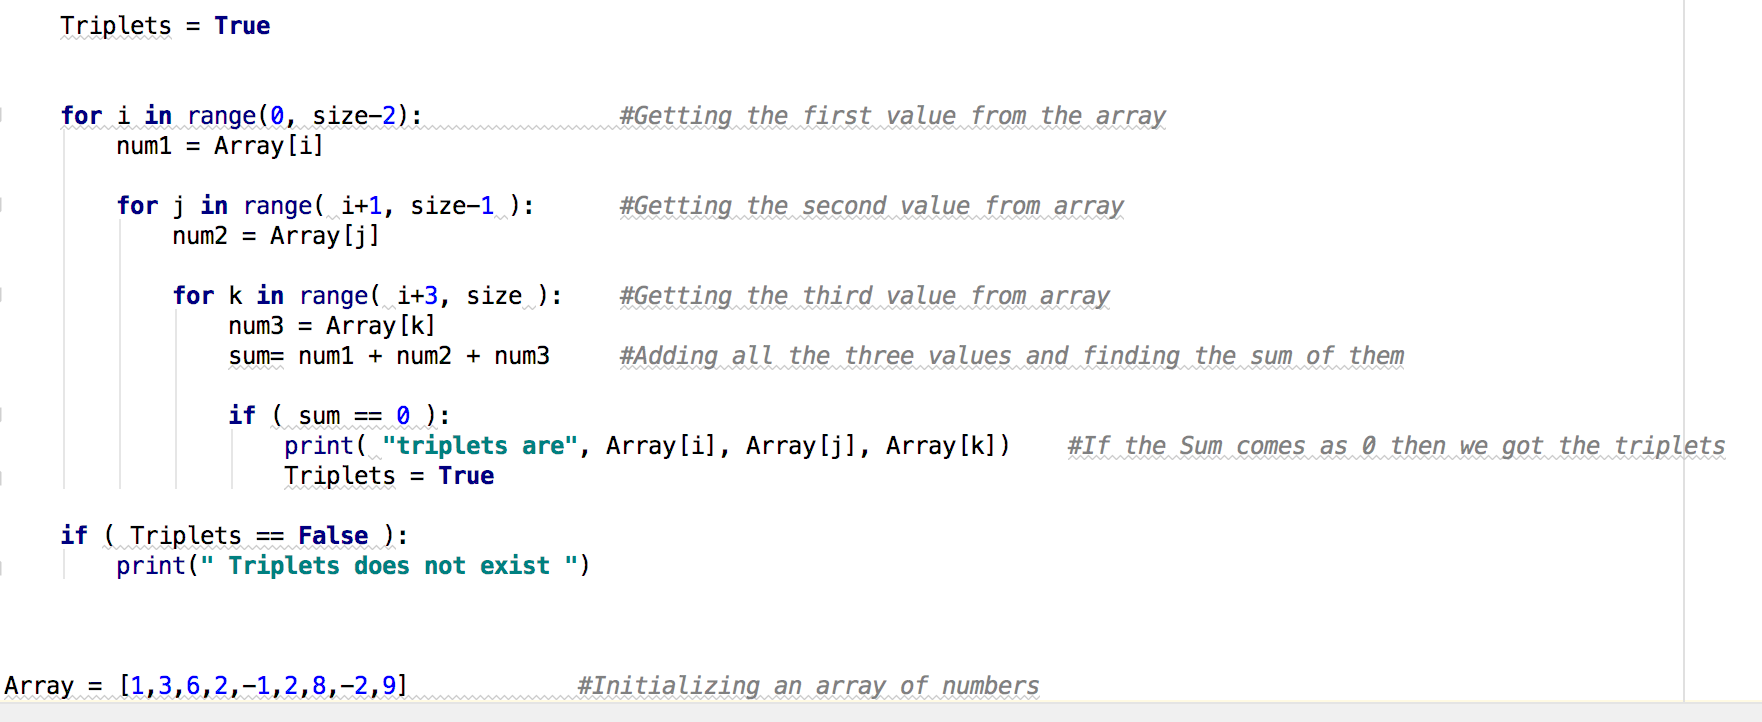 Triplets = True
for i in range(0, size-2): #Getting the first value from the array
num1 = Array[i]
for j in range( i+1, size-1 ): #Getting the second value from array
num2 = Array[j]
for k in range( i+3, size ): #Getting the third value from array
num3 = Array[k]
sum= num1 + num2 + num3 #Adding all the three values and finding the sum of them
if ( sum == 0 ):
print( "triplets are", Array[i], Array[j], Array[k]) #If the Sum comes as 0 then we got the triplets
Triplets = True
if ( Triplets == False ):
print(" Triplets does not exist ")
Array = [1,3,6,2,-1,2,8,-2,9] #Initializing an array of numbers